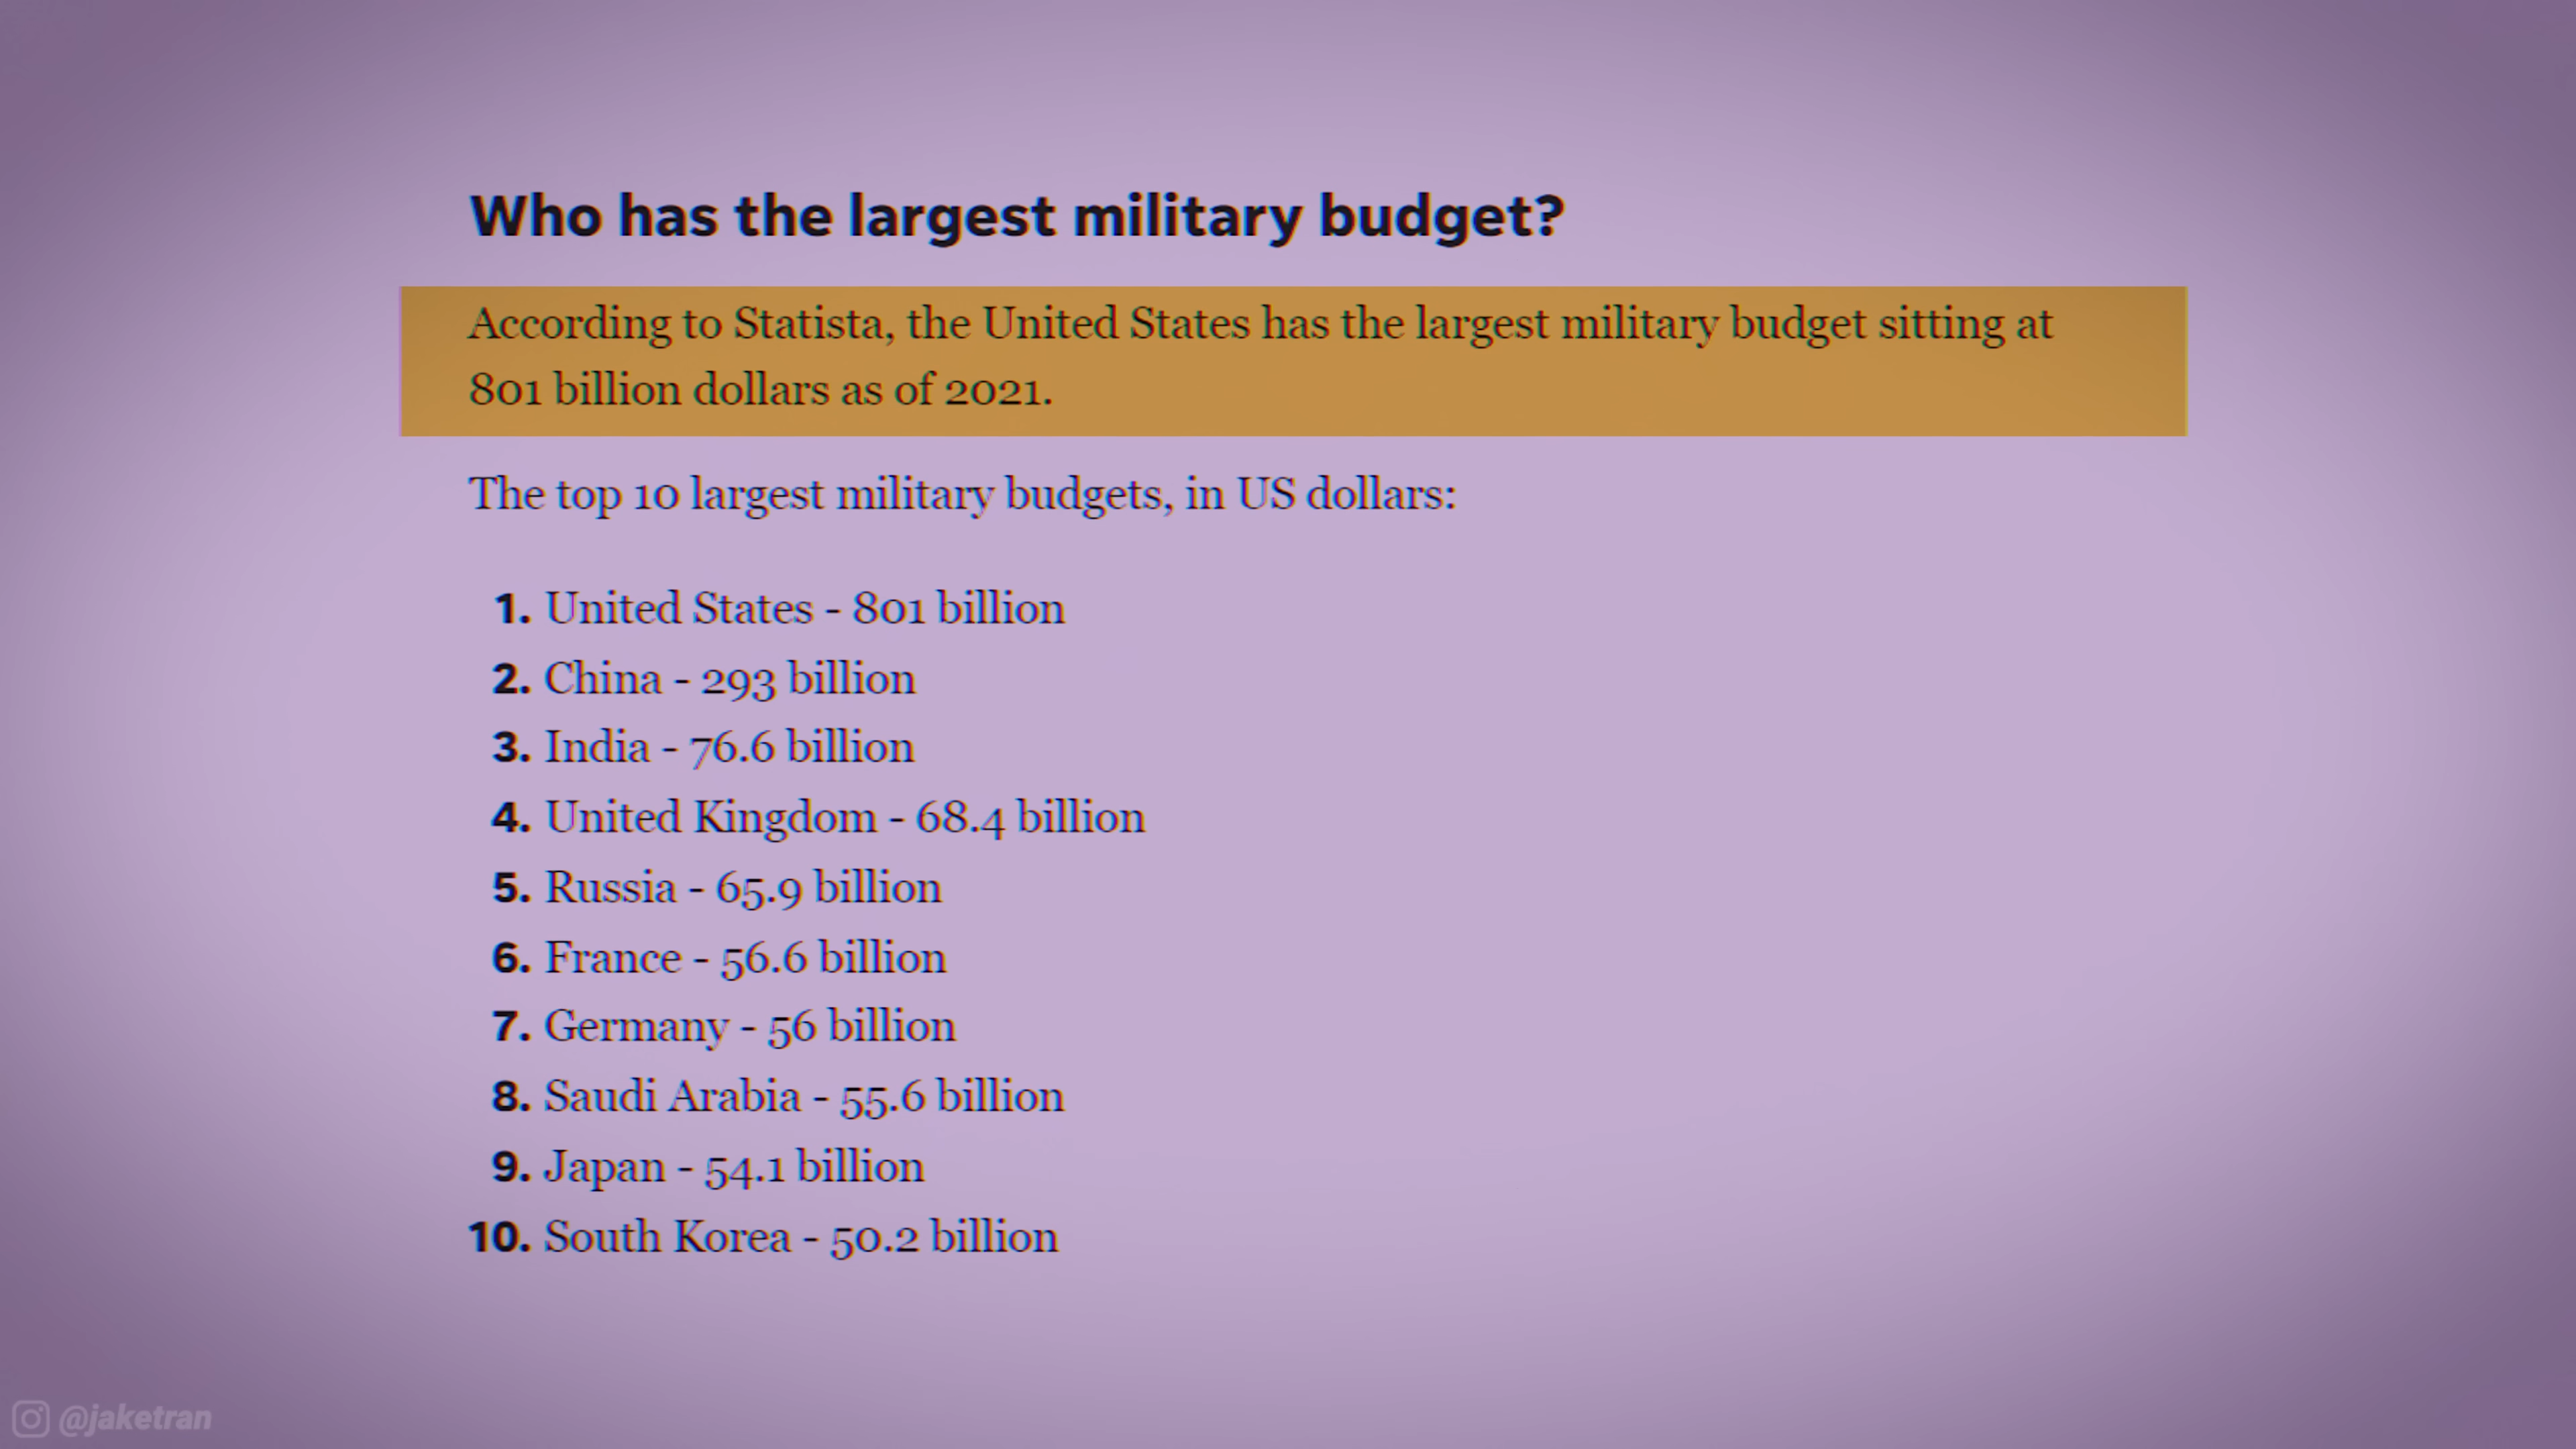 Who has the largest military budget?
According to Statista, the United States has the largest military budget sitting at
801 billion dollars as of 2021.
The top 10 largest military budgets, in US dollars:
1. United States - 801 billion
2. China - 293 billion
3. India - 76.6 billion
4. United Kingdom - 68.4 billion
5. Russia - 65.9 billion
6. France - 56.6 billion
7. Germany - 56 billion
8. Saudi Arabia - 55.6 billion
9. Japan - 54.1 billion
10. South Korea - 50.2 billion
@jaketran